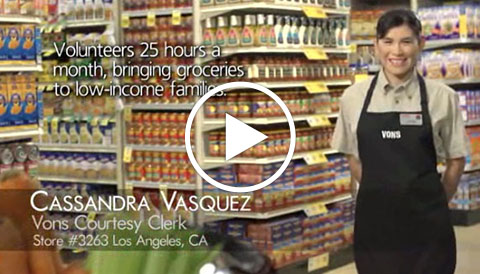 Volunteers 25 hours a
month, bringing groceries
to low-income families.
VONS
CASSANDRA VASQUEZ
Vons Courtesy Clerk
Store #3263 Los Angeles, CA